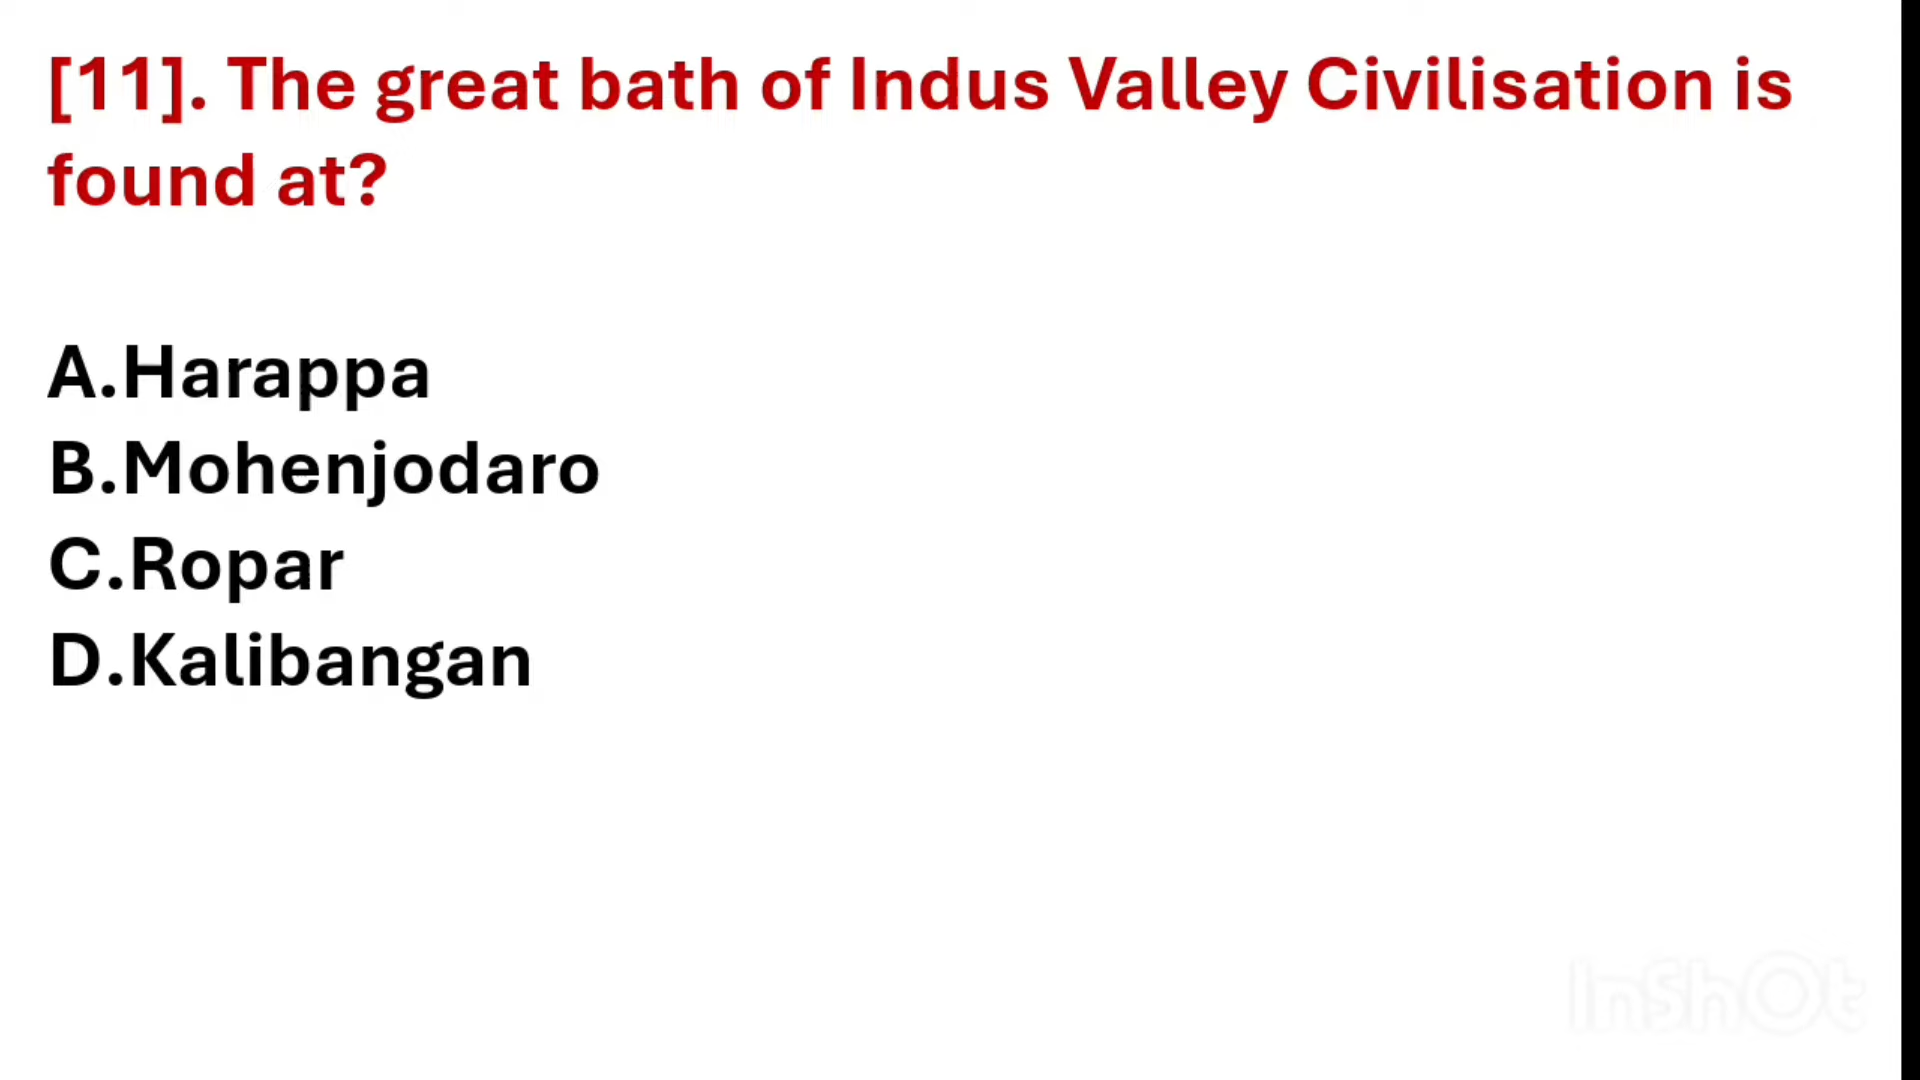 [11]. The great bath of Indus Valley Civilisation is
found at?
A.Harappa
B.Mohenjodaro
C.Ropar
D.Kalibangan
InShOt